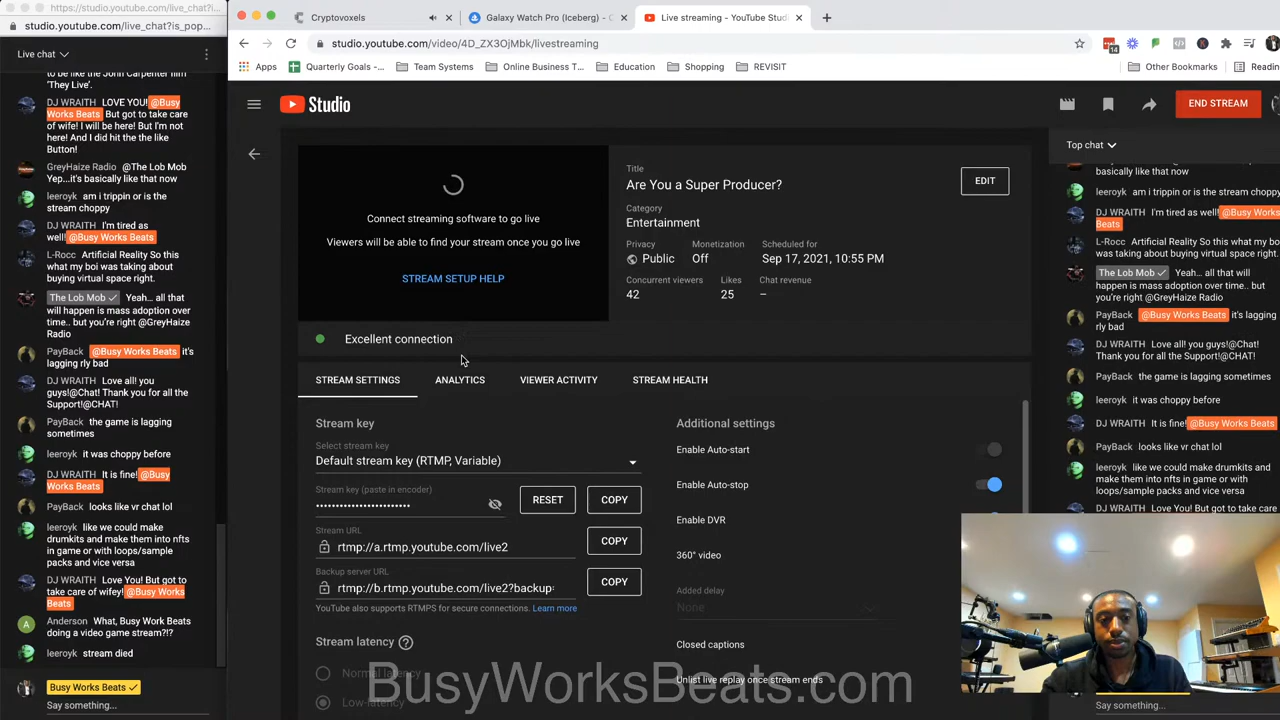 https://studio.youtube.com/live_chat?i...
studio.youtube.com/live_chat?is_pop...
Live chat
to be like the John Carpenter film
'They Live'.
DJ WRAITH LOVE YOU! @Busy
Works Beats But got to take care
of wife! I will be here! But I'm not
here! And I did hit the the like
Button!
GreyHaize Radio @The Lob Mob
Yep...it's basically like that now
leeroyk am i trippin or is the
stream choppy
DJ WRAITH I'm tired as
well! @Busy Works Beats
L-Rocc Artificial Reality So this
what my boi was taking about
buying virtual space right.
The Lob Mob Yeah... all that
will happen is mass adoption over
time.. but you're right @GreyHaize
Radio
PayBack @Busy Works Beats it's
lagging rly bad
DJ WRAITH Love all! you
guys!@Chat! Thank you for all the
Support!@CHAT!
PayBack the game is lagging
sometimes
leeroyk it was choppy before
DJ WRAITH It is fine! @Busy
Works Beats
PayBack looks like vr chat lol
leeroyk like we could make
drumkits and make them into nfts
in game or with loops/sample
packs and vice versa
DJ WRAITH Love You! But got to
take care of wifey! @Busy Works
Beats
A
Anderson What, Busy Work Beats
doing a video game stream?!?
leeroyk stream died
Busy Works Beats
Say something...
Cryptovoxels
Galaxy Watch Pro (Iceberg) - O
Live streaming - YouTube Stud
studio.youtube.com/video/4D_ZX3OjMbk/livestreaming
14
Apps
Quarterly Goals -...
Team Systems
Online Business T...
Education
Shopping
REVISIT
Other Bookmarks
Readin
Studio
END STREAM
Connect streaming software to go live
Viewers will be able to find your stream once you go live
STREAM SETUP HELP
Title
Are You a Super Producer?
EDIT
Category
Entertainment
Privacy
Monetization
Scheduled for
Public
Off
Sep 17, 2021, 10:55 PM
Concurrent viewers
Likes
Chat revenue
42
25
–
Excellent connection
STREAM SETTINGS
ANALYTICS
VIEWER ACTIVITY
STREAM HEALTH
Stream key
Select stream key
Default stream key (RTMP, Variable)
Stream key (paste in encoder)
RESET
COPY
Stream URL
rtmp://a.rtmp.youtube.com/live2
COPY
Backup server URL
rtmp://b.rtmp.youtube.com/live2?backup=
COPY
YouTube also supports RTMPS for secure connections. Learn more
Stream latency
Normal latency
Low-latency
Additional settings
Enable Auto-start
Enable Auto-stop
Enable DVR
360° video
Added delay
None
Closed captions
Unlist live replay once stream ends
BusyWorksBeats.com
Top chat
basically like that now
leeroyk am i trippin or is the stream choppy
DJ WRAITH I'm tired as well! @Busy Works
Beats
L-Rocc Artificial Reality So this what my boi
was taking about buying virtual space right.
The Lob Mob Yeah... all that will
happen is mass adoption over time.. but
you're right @GreyHaize Radio
PayBack @Busy Works Beats it's lagging
rly bad
DJ WRAITH Love all! you guys!@Chat!
Thank you for all the Support!@CHAT!
PayBack the game is lagging sometimes
leeroyk it was choppy before
DJ WRAITH It is fine! @Busy Works Beats
PayBack looks like vr chat lol
leeroyk like we could make drumkits and
make them into nfts in game or with
loops/sample packs and vice versa
DJ WRAITH Love You! But got to take care
Say something...